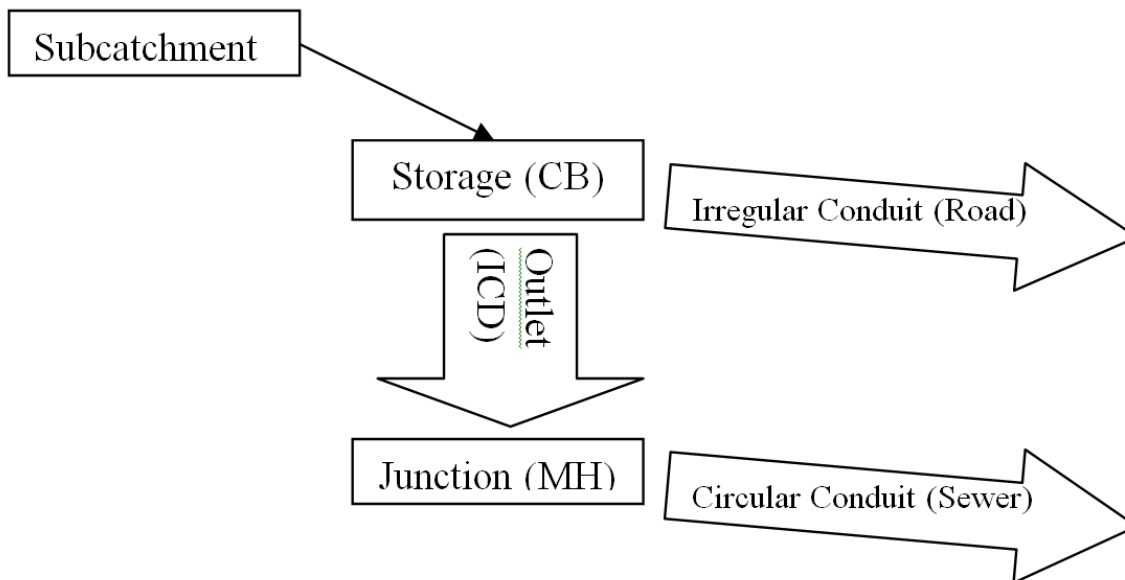 Subcatchment
Storage (CB)
Irregular Conduit (Road)
Outlet
(ICD)
Junction (MH)
Circular Conduit (Sewer)